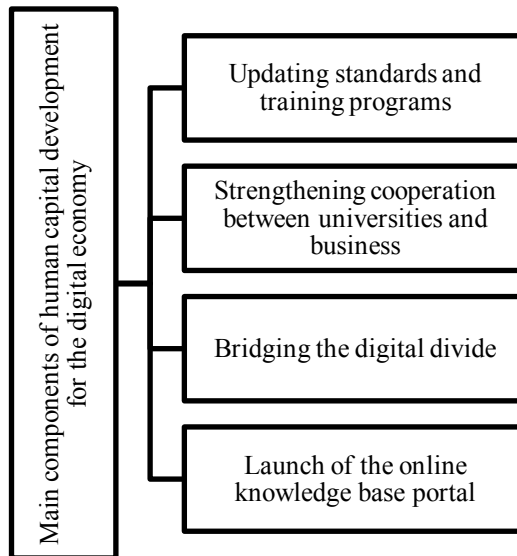 Main components of human capital development
for the digital economy
Updating standards and
training programs
Strengthening cooperation
between universities and
business
Bridging the digital divide
Launch of the online
knowledge base portal